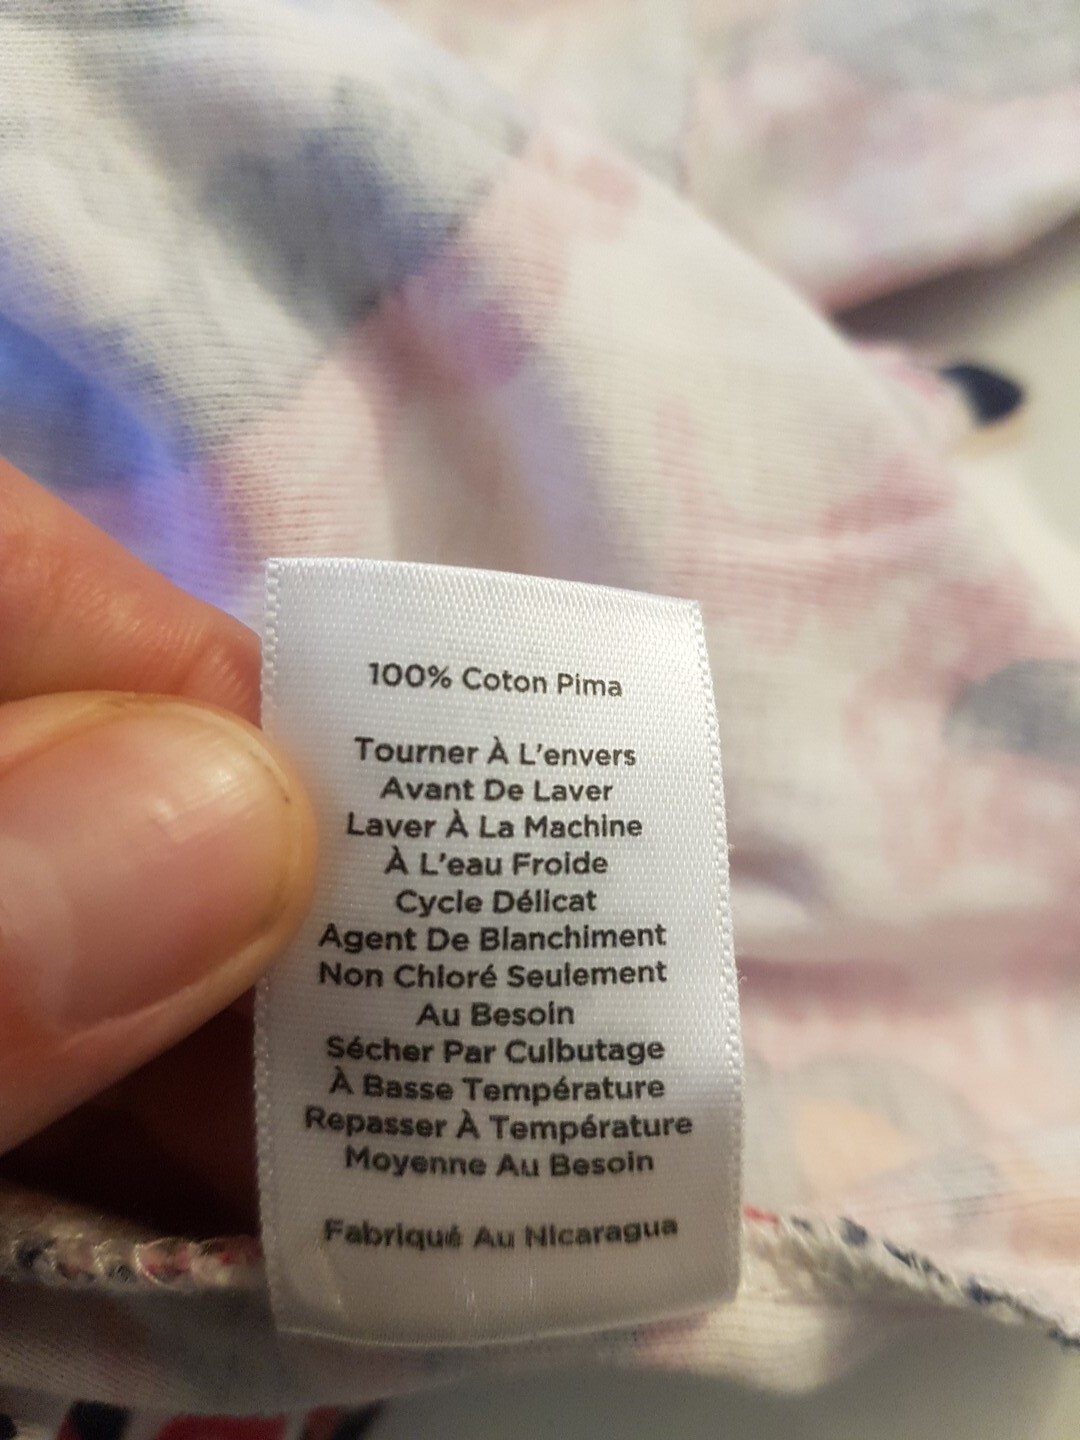 100% Coton Pima
Tourner À L'envers
Avant De Laver
Laver À La Machine
À L'eau Froide
Cycle Délicat
Agent De Blanchiment
Non Chloré Seulement
Au Besoin
Sécher Par Culbutage
À Basse Température
Repasser À Température
Moyenne Au Besoin
Fabriqué Au Nicaragua